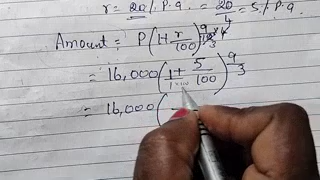 r = 20% P.a. = 20/4 = 5% P.a
Amount = P(1+ r/100)^9/3
= 16,000(1+ 5/100)^9/3
= 16,000(